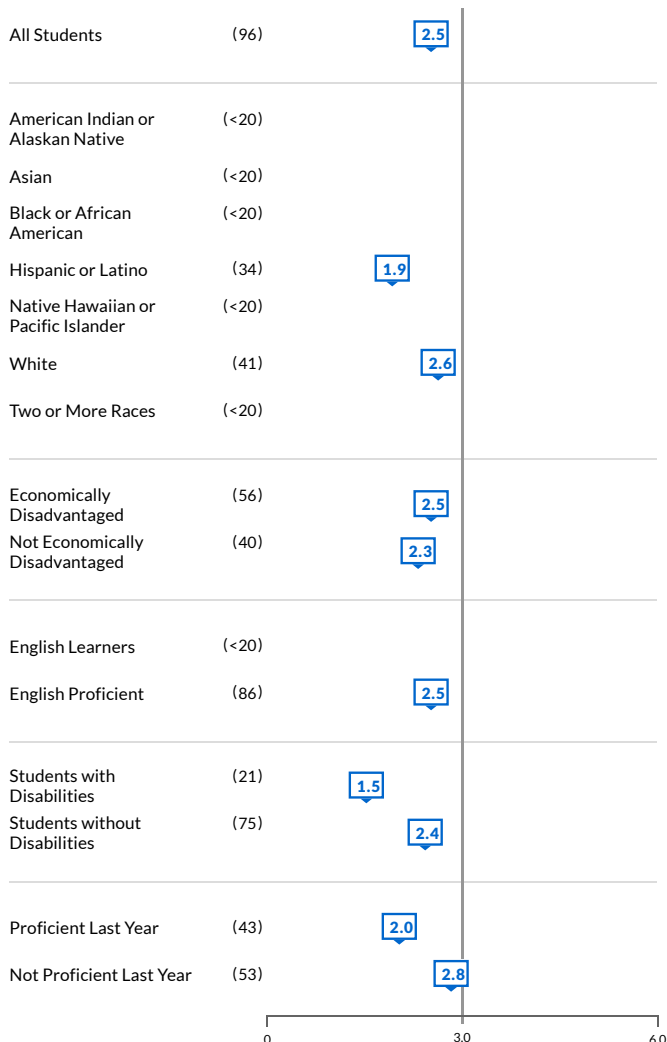 All Students (96) 2.5
American Indian or (<20)
Alaskan Native
Asian (<20)
Black or African (<20)
American
Hispanic or Latino (34) 1.9
Native Hawaiian or (<20)
Pacific Islander
White (41) 2.6
Two or More Races (<20)
Economically (56) 2.5
Disadvantaged
Not Economically (40) 2.3
Disadvantaged
English Learners (<20)
English Proficient (86) 2.5
Students with (21) 1.5
Disabilities
Students without (75) 2.4
Disabilities
Proficient Last Year (43) 2.0
Not Proficient Last Year (53) 2.8
0 3.0 6.0